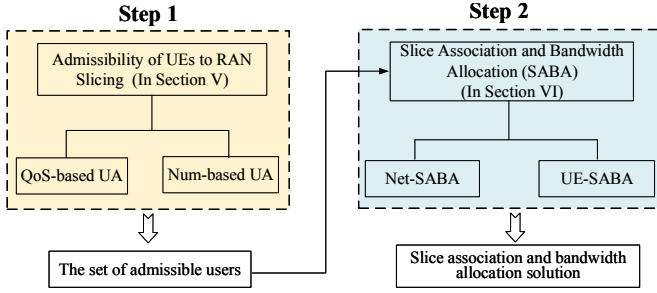 Step 1
Admissibility of UEs to RAN
Slicing (In Section V)
QoS-based UA
Num-based UA
The set of admissible users
Step 2
Slice Association and Bandwidth
Allocation (SABA)
(In Section VI)
Net-SABA
UE-SABA
Slice association and bandwidth
allocation solution